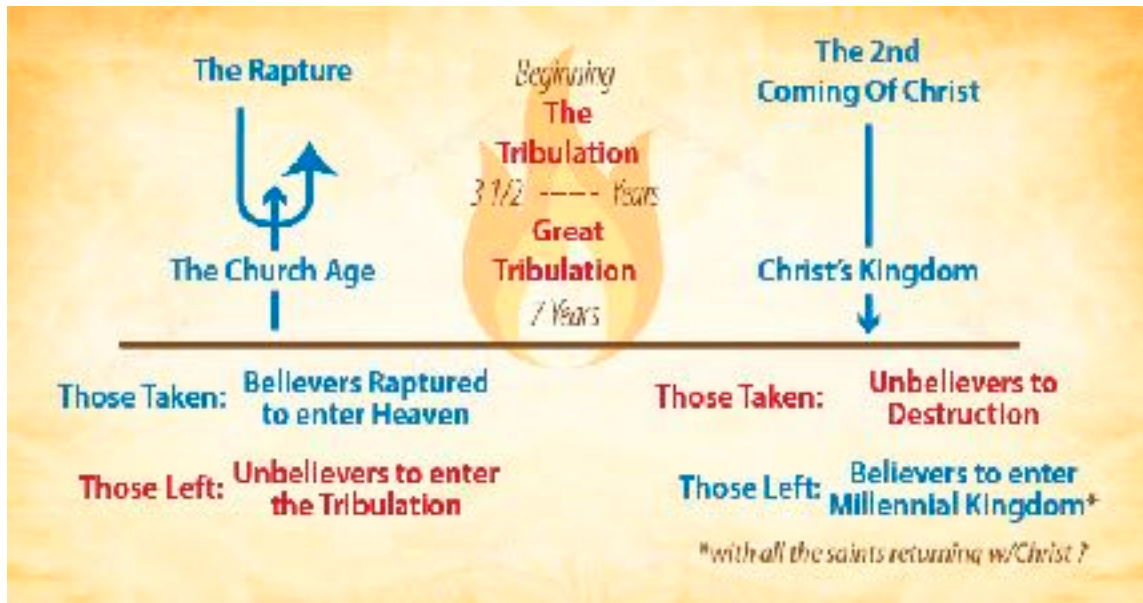 The Rapture
The Church Age
Beginning
The
Tribulation
3 1/2 ----- Years
Great
Tribulation
7 Years
The 2nd
Coming Of Christ
Christ's Kingdom
Those Taken: Believers Raptured
to enter Heaven
Those Left: Unbelievers to enter
the Tribulation
Those Taken: Unbelievers to
Destruction
Those Left: Believers to enter
Millennial Kingdom*
*with all the saints returning w/Christ ?